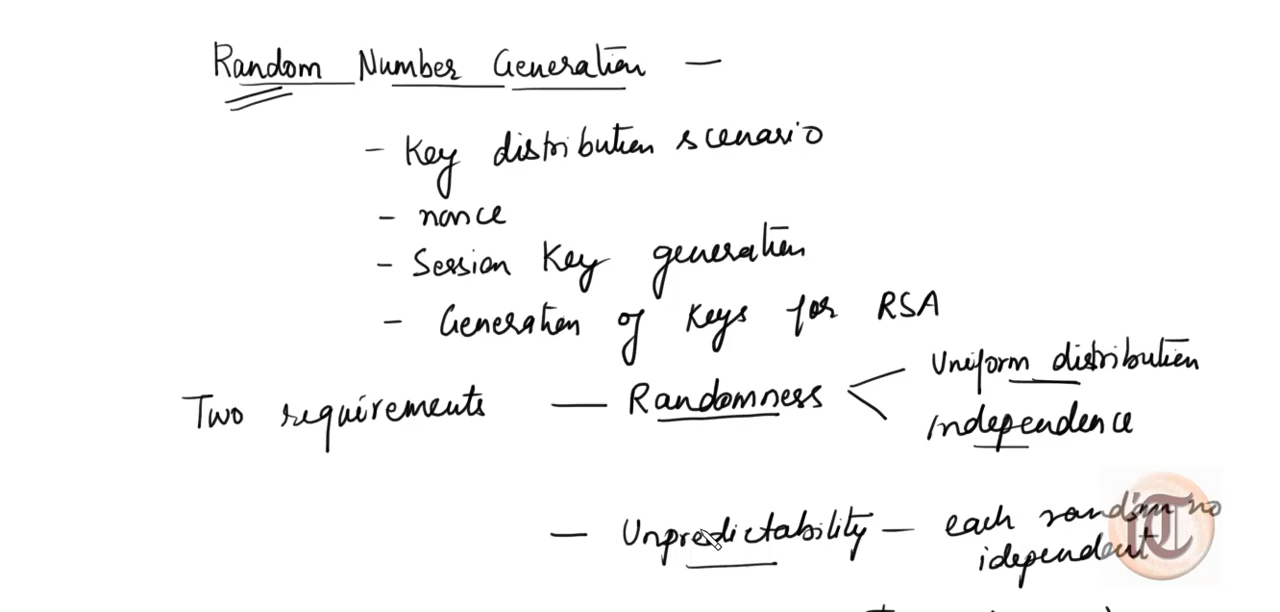 Random Number Generation —
- Key distribution scenario
- nonce
- Session Key generation
- Generation of Keys for RSA
Two requirements — Randomness < Uniform distribution
independence
— Unpredictability — each random no
idependent